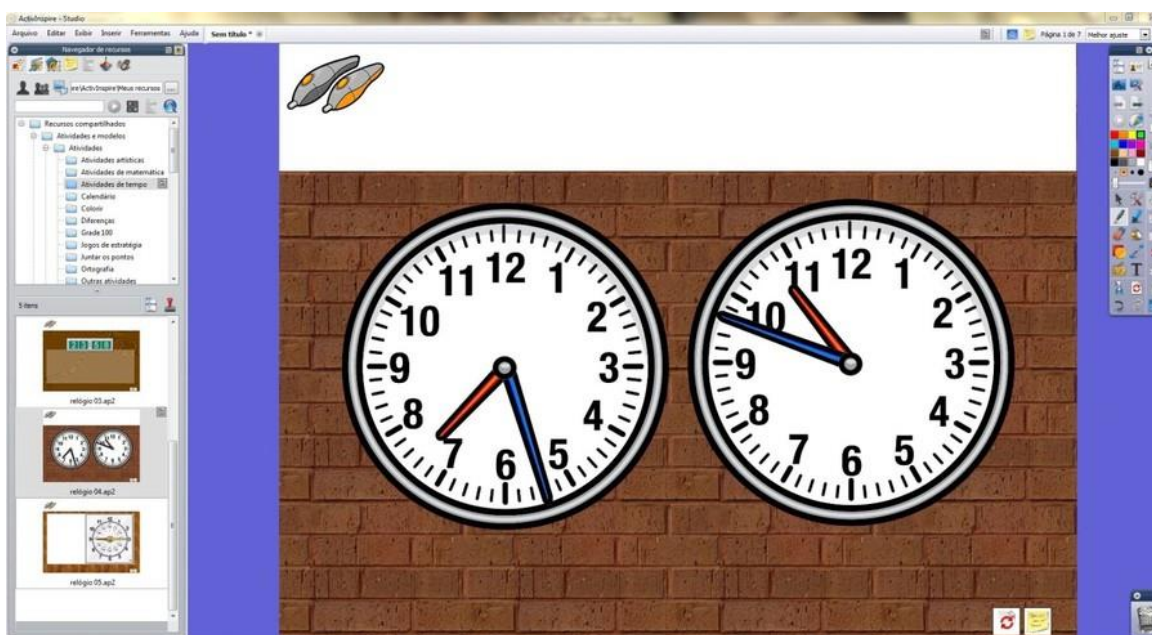 ActivInspire - Studio
Arquivo Editar Exibir Inserir Ferramentas Ajuda Sem título * Página 1 de 7 Melhor ajuste
Navegador de recursos
Meus recursos
Recursos compartilhados
Atividades e modelos
Atividades
Atividades artísticas
Atividades de matemática
Atividades de tempo
Calendário
Colorir
Diferenças
Grade 100
Jogos de estratégia
Juntar os pontos
Ortografia
Outras atividades
5 itens
relógio 03.ap2
relógio 04.ap2
relógio 05.ap2
12 1 2 3 4 5 6 7 8 9 10 11
12 1 2 3 4 5 6 7 8 9 10 11